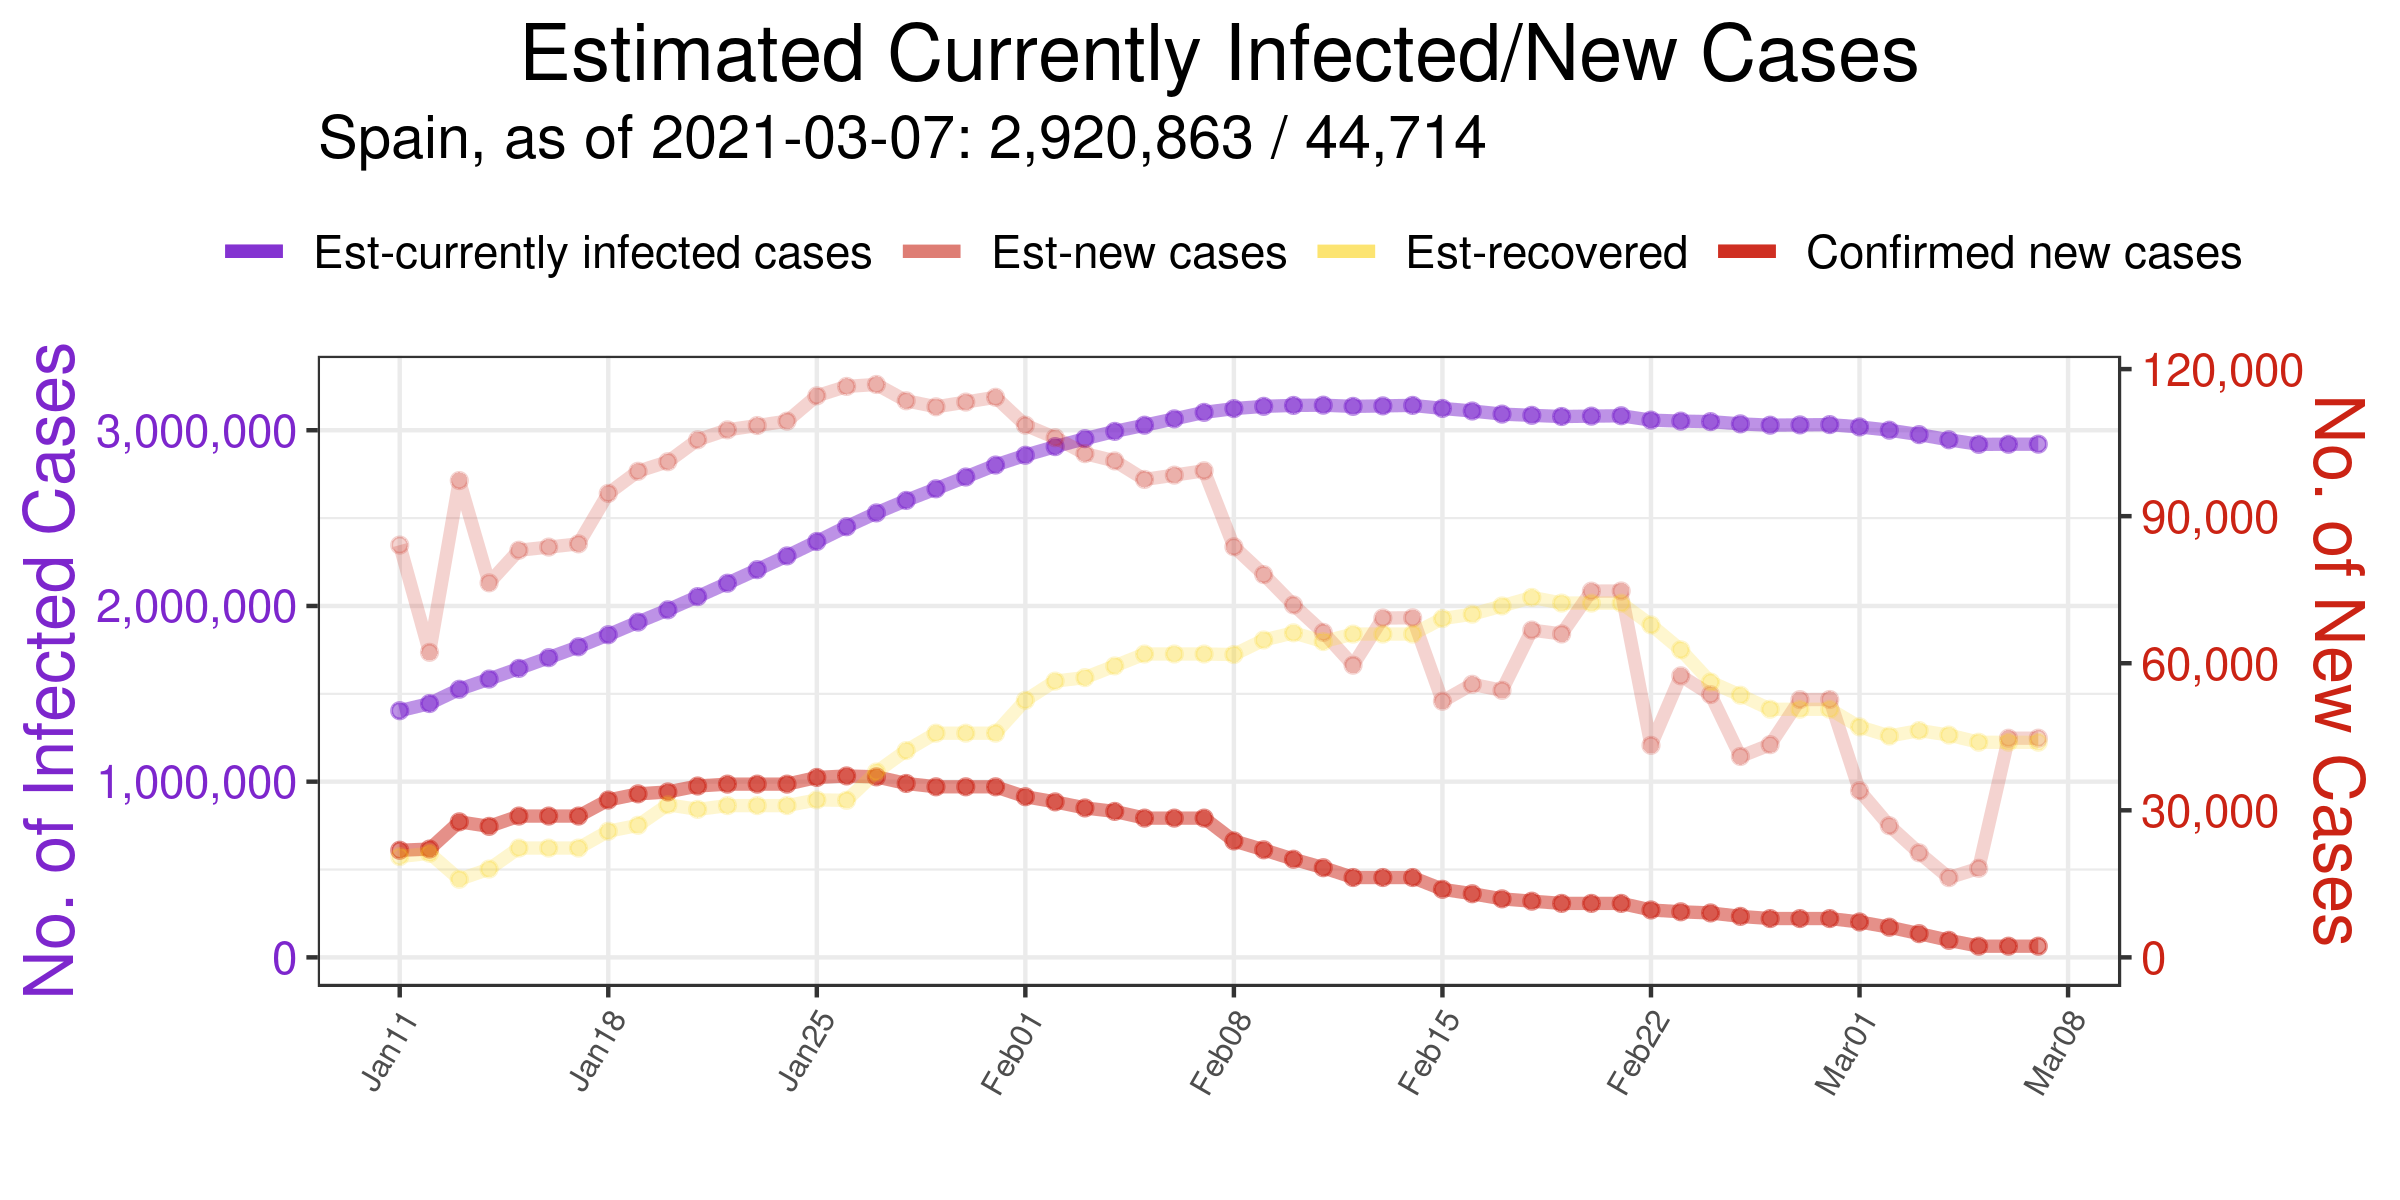 Estimated Currently Infected/New Cases
Spain, as of 2021-03-07: 2,920,863 / 44,714
Est-currently infected cases Est-new cases Est-recovered Confirmed new cases
No. of Infected Cases
3,000,000
2,000,000
1,000,000
0
120,000
90,000
60,000
30,000
0
No. of New Cases
Jan11 Jan18 Jan25 Feb01 Feb08 Feb15 Feb22 Mar01 Mar08